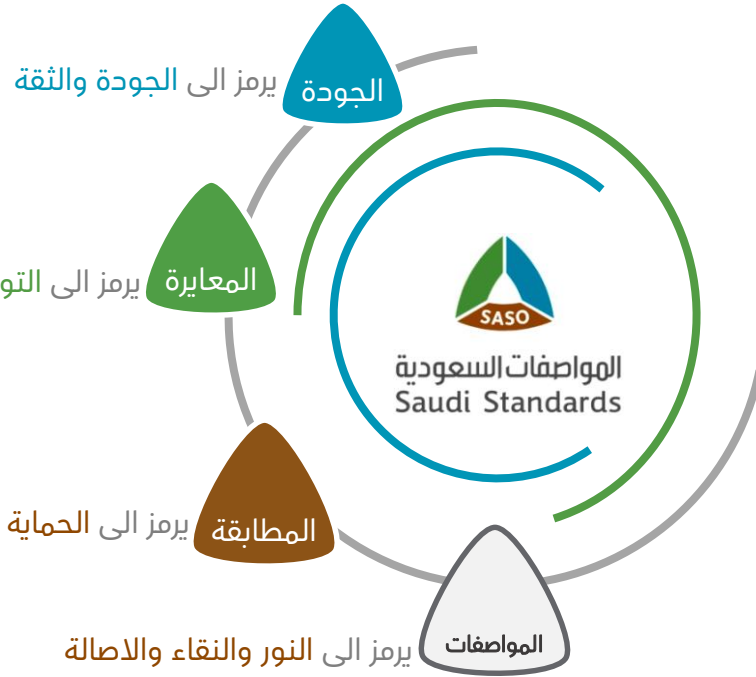 الجودة يرمز الى الجودة والثقة
المعايرة يرمز الى
SASO
المواصفات السعودية
Saudi Standards
المطابقة يرمز الى الحماية
المواصفات يرمز الى النور والنقاء والاصالة